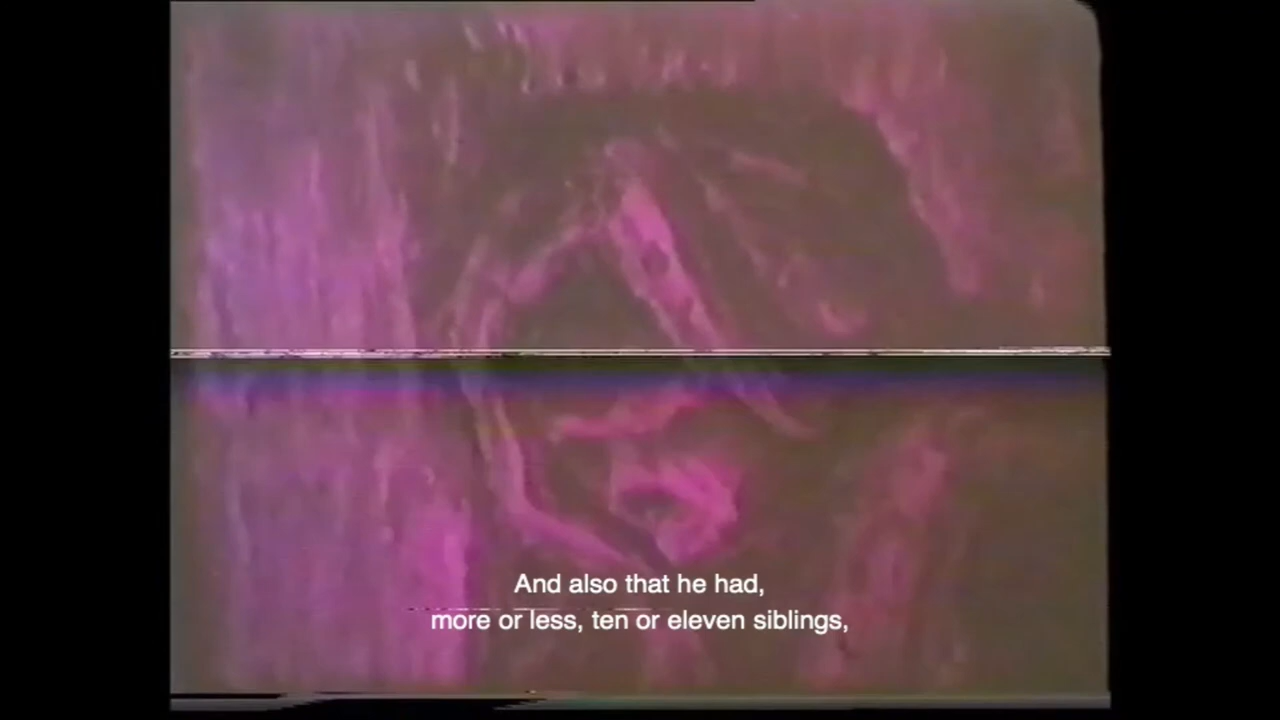 And also that he had,
more or less, ten or eleven siblings,